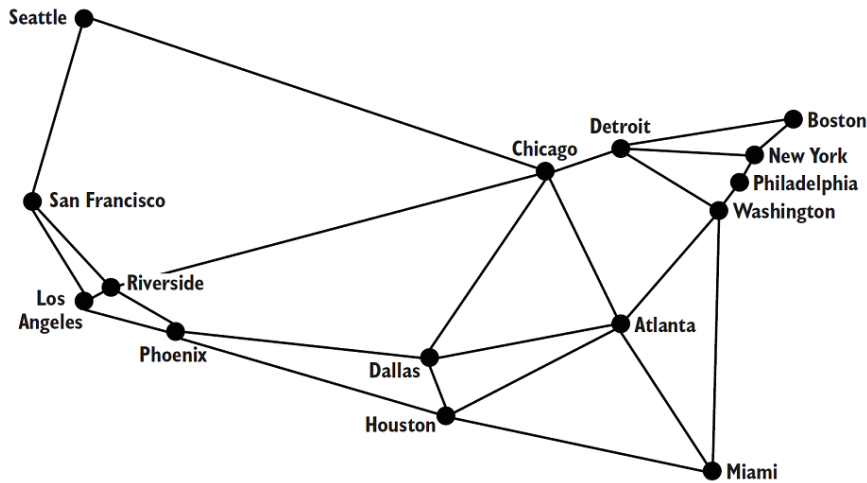 Seattle
Boston
Detroit
Chicago
New York
Philadelphia
San Francisco
Washington
Riverside
Los
Angeles
Atlanta
Phoenix
Dallas
Houston
Miami